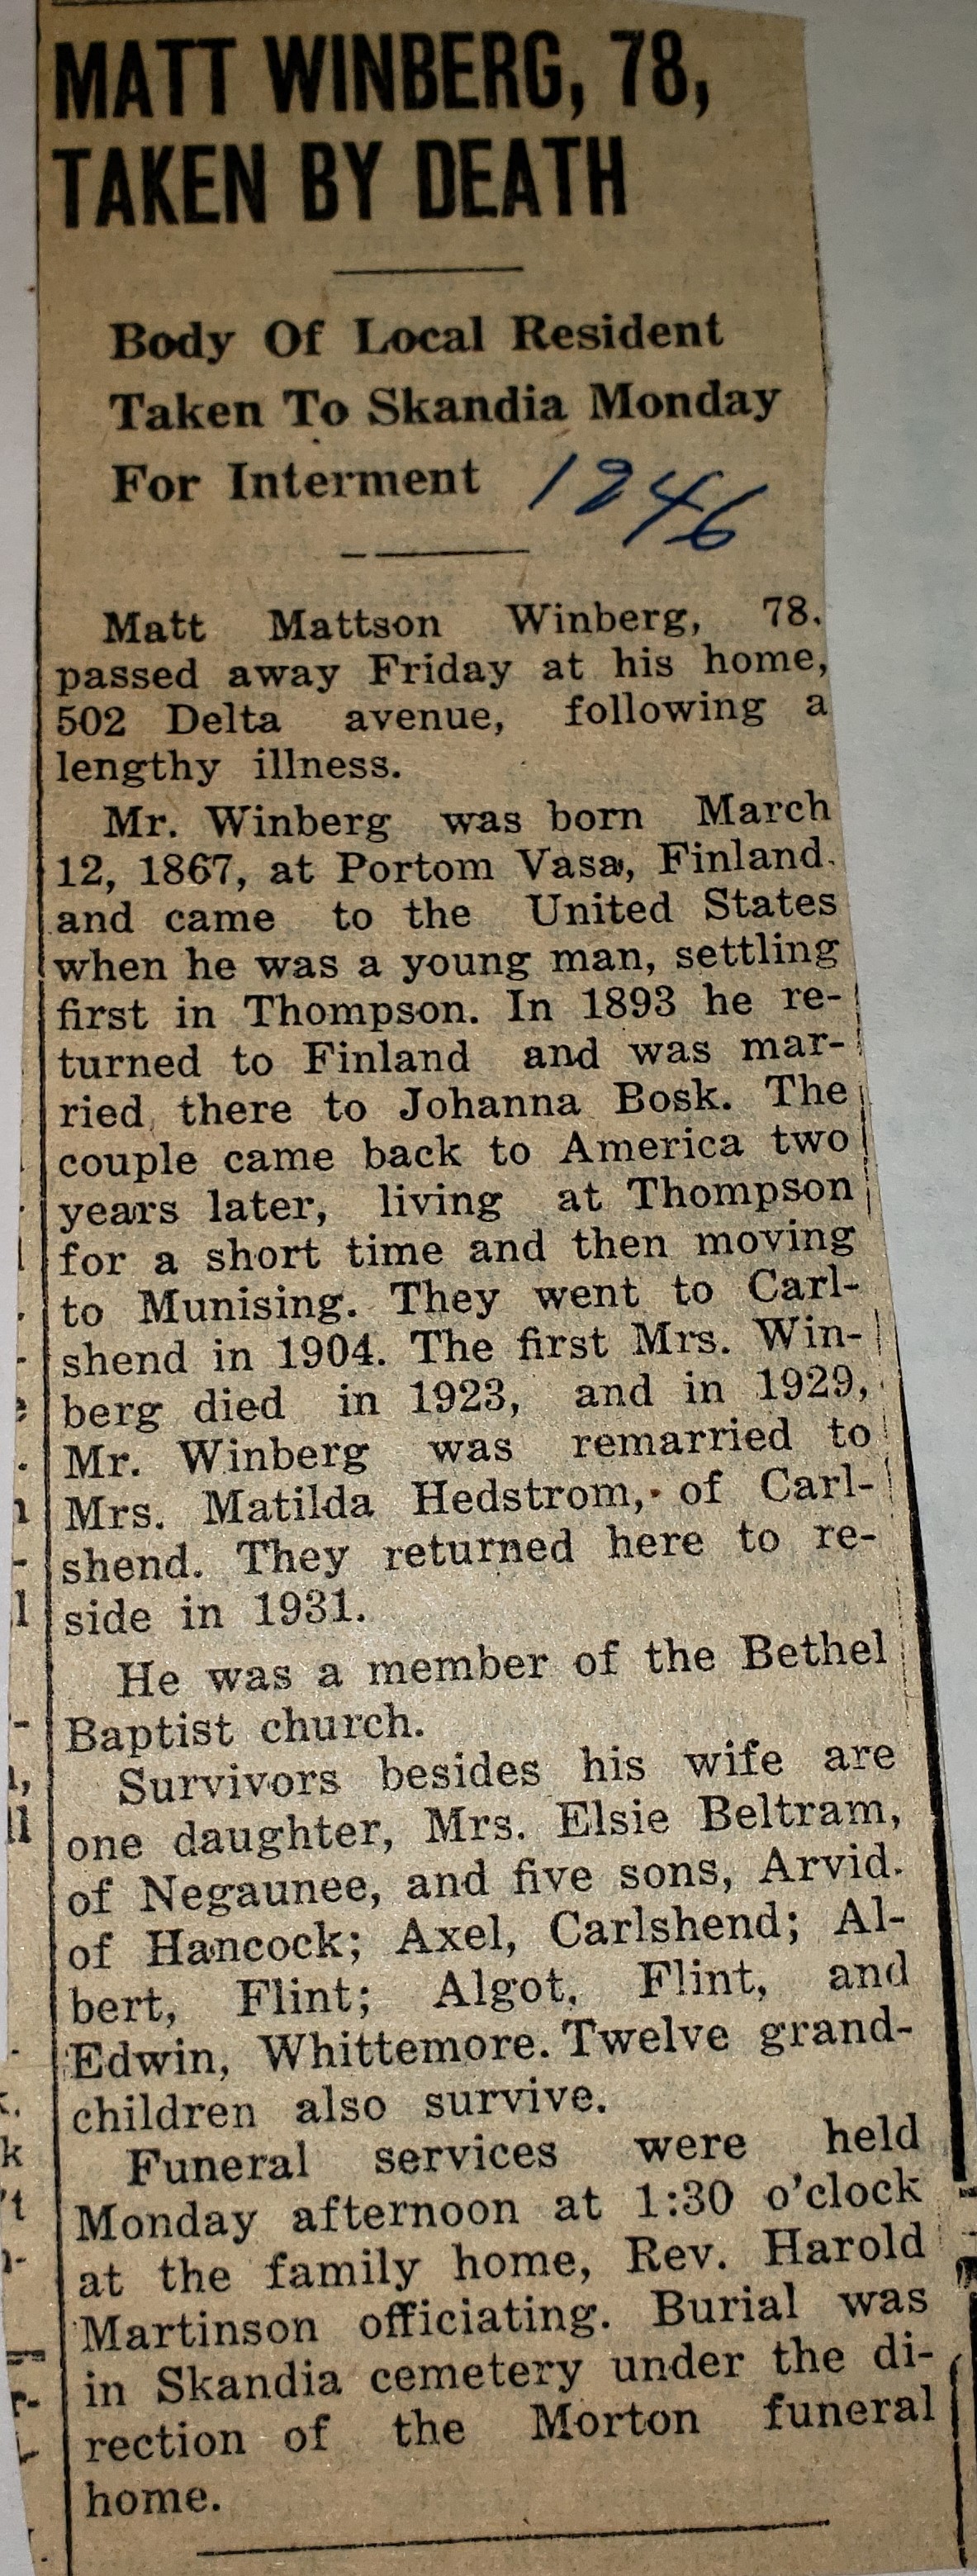 MATT WINBERG, 78,
TAKEN BY DEATH
Body Of Local Resident
Taken To Skandia Monday
For Interment 1946
Matt Mattson Winberg, 78.
passed away Friday at his home,
502 Delta avenue, following a
lengthy illness.
Mr. Winberg was born March
12, 1867, at Portom Vasa, Finland.
and came to the United States
when he was a young man, settling
first in Thompson. In 1893 he re-
turned to Finland and was mar-
ried there to Johanna Bosk. The
couple came back to America two
years later, living at Thompson
for a short time and then moving
to Munising. They went to Carl-
shend in 1904. The first Mrs. Win-
berg died in 1923, and in 1929,
Mr. Winberg was remarried to
Mrs. Matilda Hedstrom, of Carl-
shend. They returned here to re-
side in 1931.
He was a member of the Bethel
Baptist church.
Survivors besides his wife are
one daughter, Mrs. Elsie Beltram,
of Negaunee, and five sons, Arvid.
of Hancock; Axel, Carlshend; Al-
bert, Flint; Algot, Flint, and
Edwin, Whittemore. Twelve grand-
children also survive.
Funeral services were held
Monday afternoon at 1:30 o'clock
at the family home, Rev. Harold
Martinson officiating. Burial was
in Skandia cemetery under the di-
rection of the Morton funeral
home.